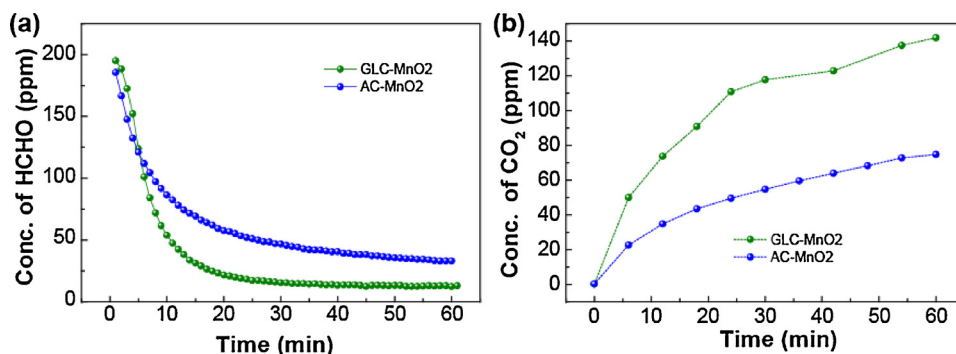 (a)
Conc. of HCHO (ppm)
200
150
100
50
0
GLC-MnO2
AC-MnO2
0 10 20 30 40 50 60
Time (min)
(b)
Conc. of CO₂ (ppm)
140
120
100
80
60
40
20
0
GLC-MnO2
AC-MnO2
0 10 20 30 40 50 60
Time (min)